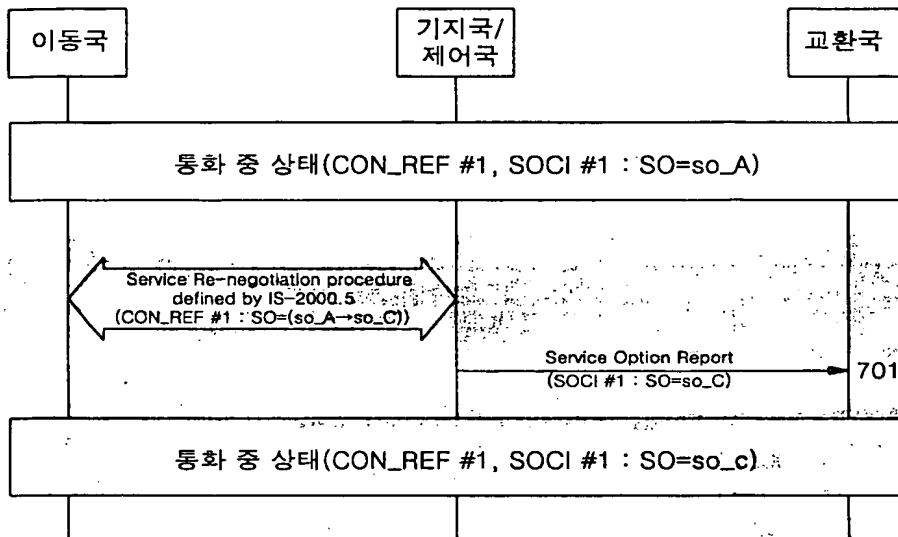 이동국
기지국/
제어국
교환국
통화 중 상태(CON_REF #1, SOCI #1 : SO=so_A)
Service Re-negotiation procedure
defined by IS-2000.5
(CON_REF #1 : SO=(so_A→so_C))
Service Option Report
(SOCI #1 : SO=so_C)
701
통화 중 상태(CON_REF #1, SOCI #1 : SO=so_c)